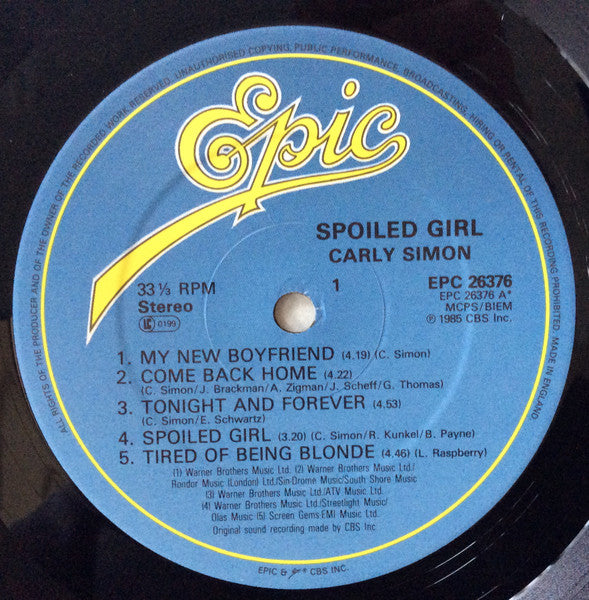 ALL RIGHTS OF THE PRODUCER AND OF THE OWNER OF THE RECORDED WORK RESERVED. UNAUTHORISED COPYING, PUBLIC PERFORMANCE, BROADCASTING, HIRING OR RENTAL OF THIS RECORDING PROHIBITED. MADE IN ENGLAND
Epic
SPOILED GIRL
CARLY SIMON
33⅓ RPM
Stereo
LC 0199
1
EPC 26376
EPC 26376 A*
MCPS/BIEM
℗ 1985 CBS Inc.
1. MY NEW BOYFRIEND (4.19) (C. Simon)
2. COME BACK HOME (4.22)
(C. Simon/J. Brackman/A. Zigman/J. Scheff/G. Thomas)
3. TONIGHT AND FOREVER (4.53)
(C. Simon/E. Schwartz)
4. SPOILED GIRL (3.20) (C. Simon/R. Kunkel/B. Payne)
5. TIRED OF BEING BLONDE (4.46) (L. Raspberry)
(1) Warner Brothers Music Ltd. (2) Warner Brothers Music Ltd./
Rondor Music (London) Ltd./Sin-Drome Music/South Shore Music
(3) Warner Brothers Music Ltd./ATV Music Ltd.
(4) Warner Brothers Music Ltd./Streetlight Music/
Olas Music (5) Screen Gems-EMI Music Ltd.
Original sound recording made by CBS Inc
EPIC & CBS INC.